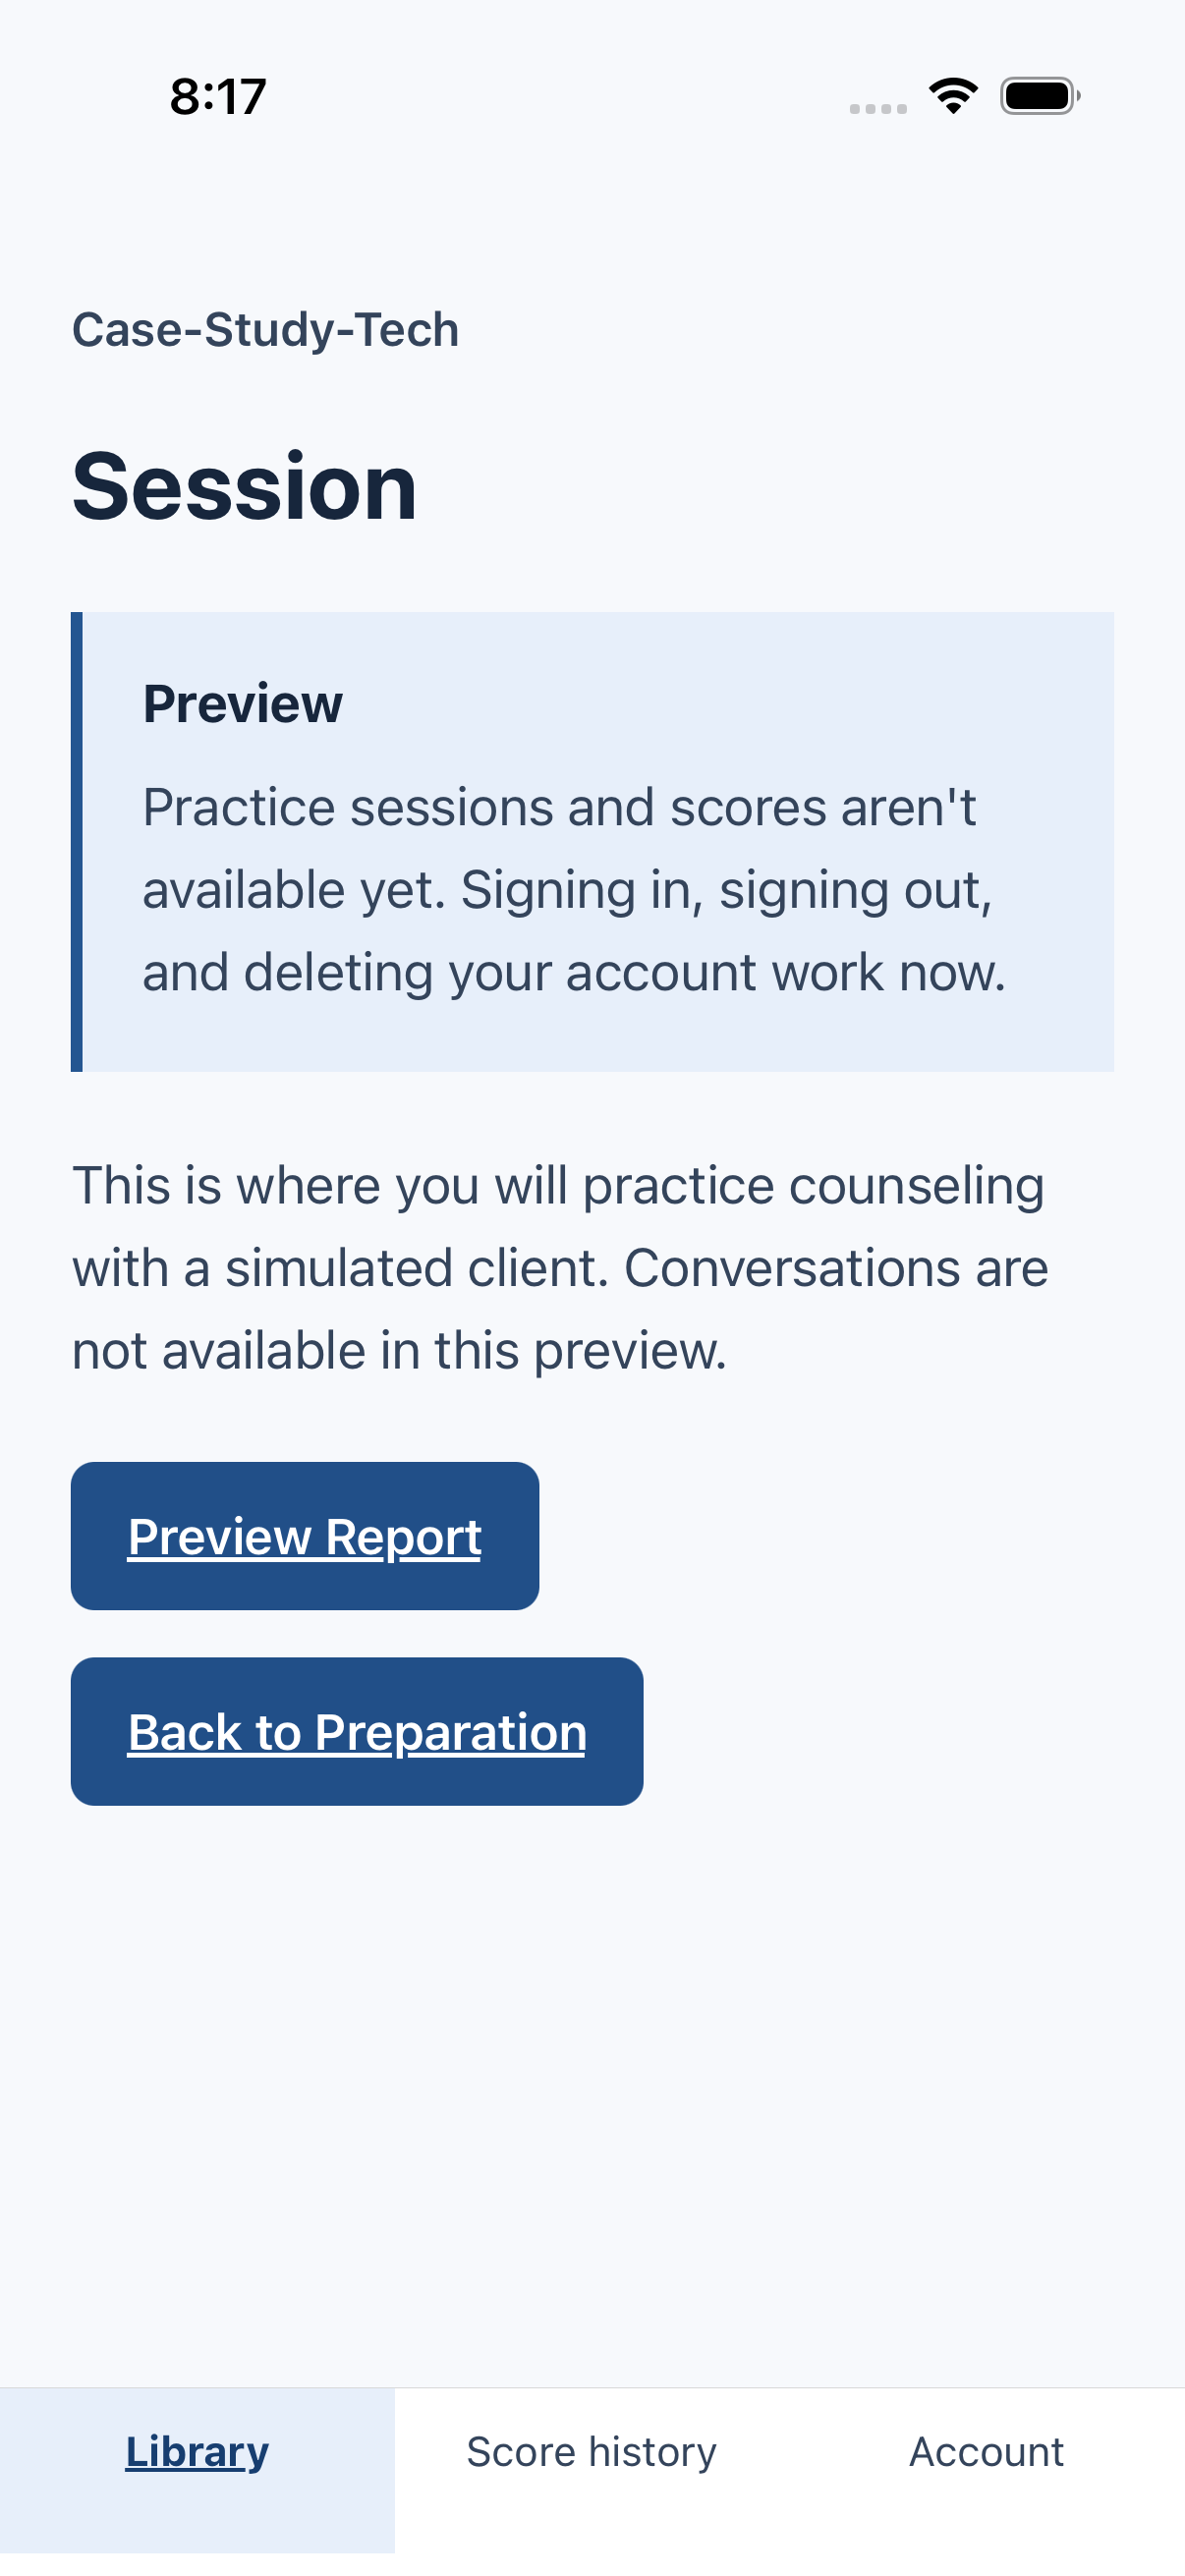 8:17
Case-Study-Tech
Session
Preview
Practice sessions and scores aren't
available yet. Signing in, signing out,
and deleting your account work now.
This is where you will practice counseling
with a simulated client. Conversations are
not available in this preview.
Preview Report
Back to Preparation
Library Score history Account